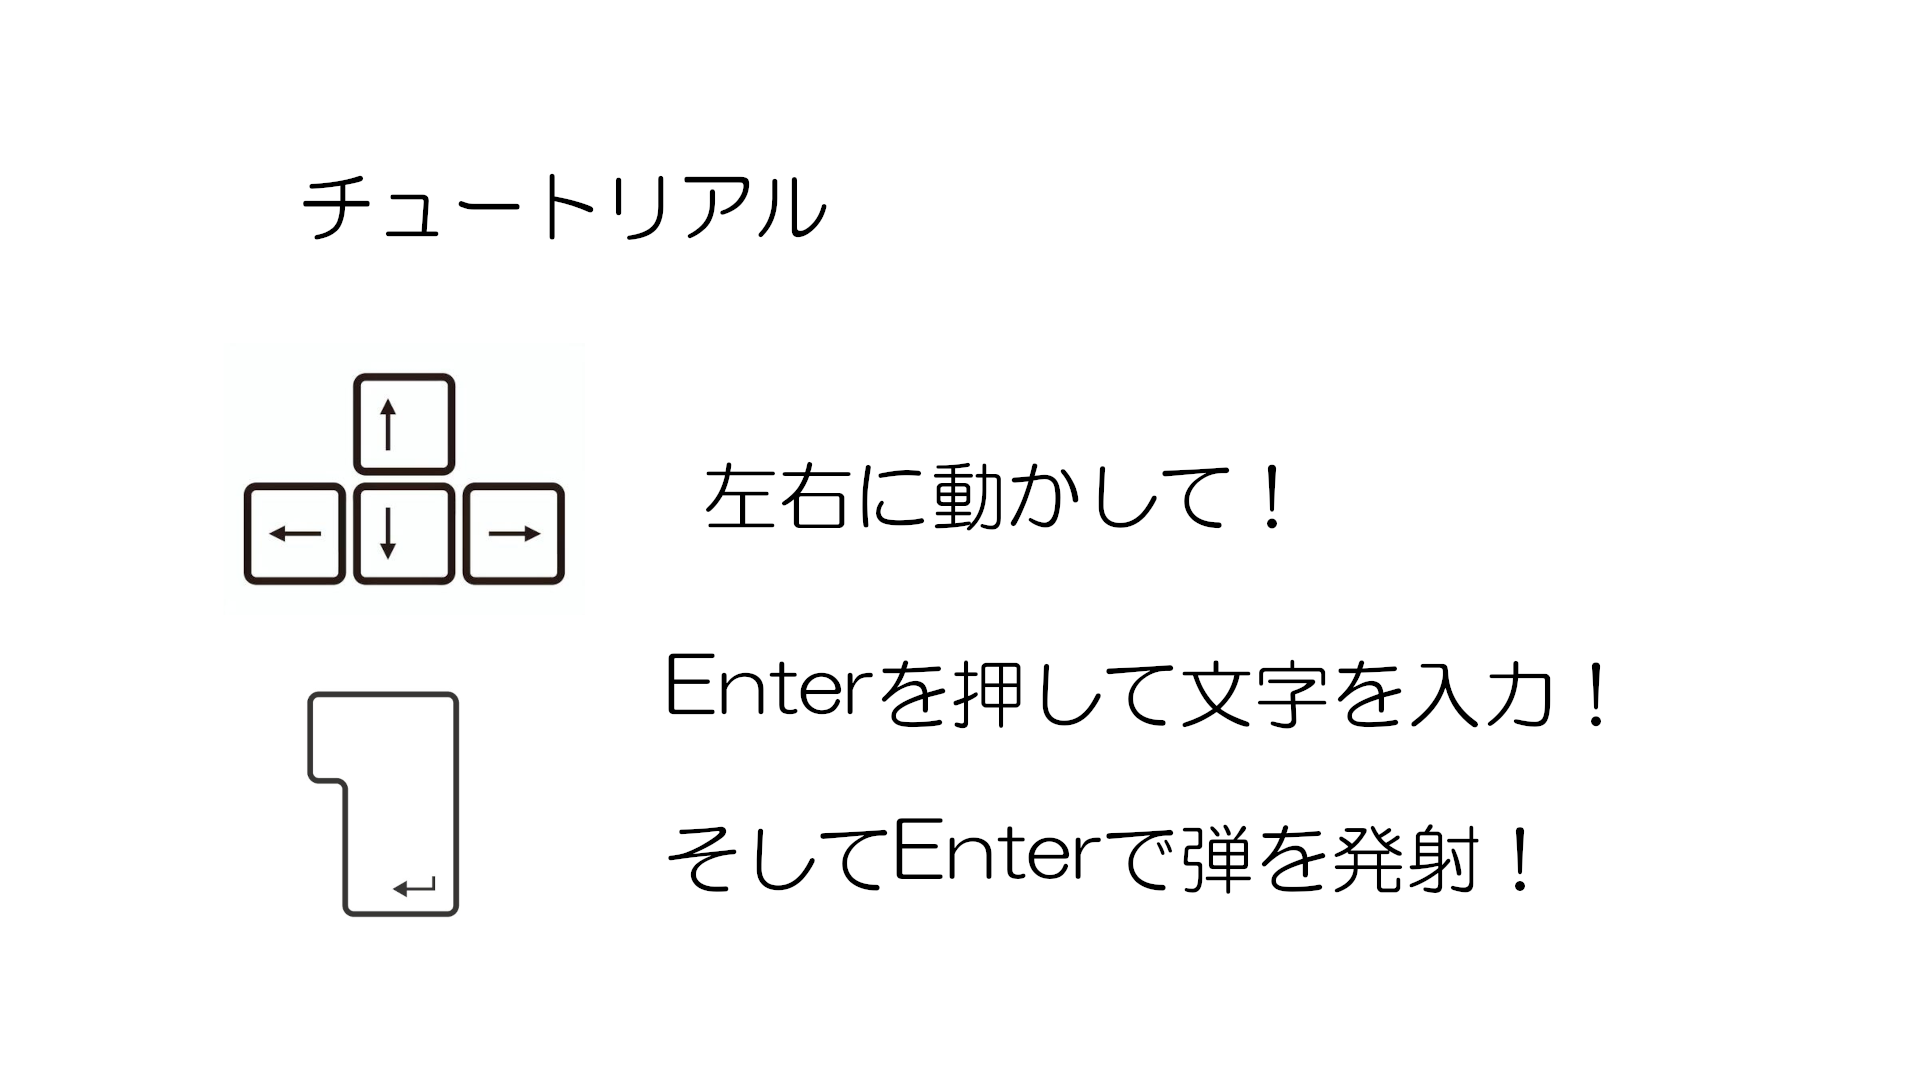 チュートリアル
↑
← ↓ →
左右に動かして！
Enterを押して文字を入力！
そしてEnterで弾を発射！